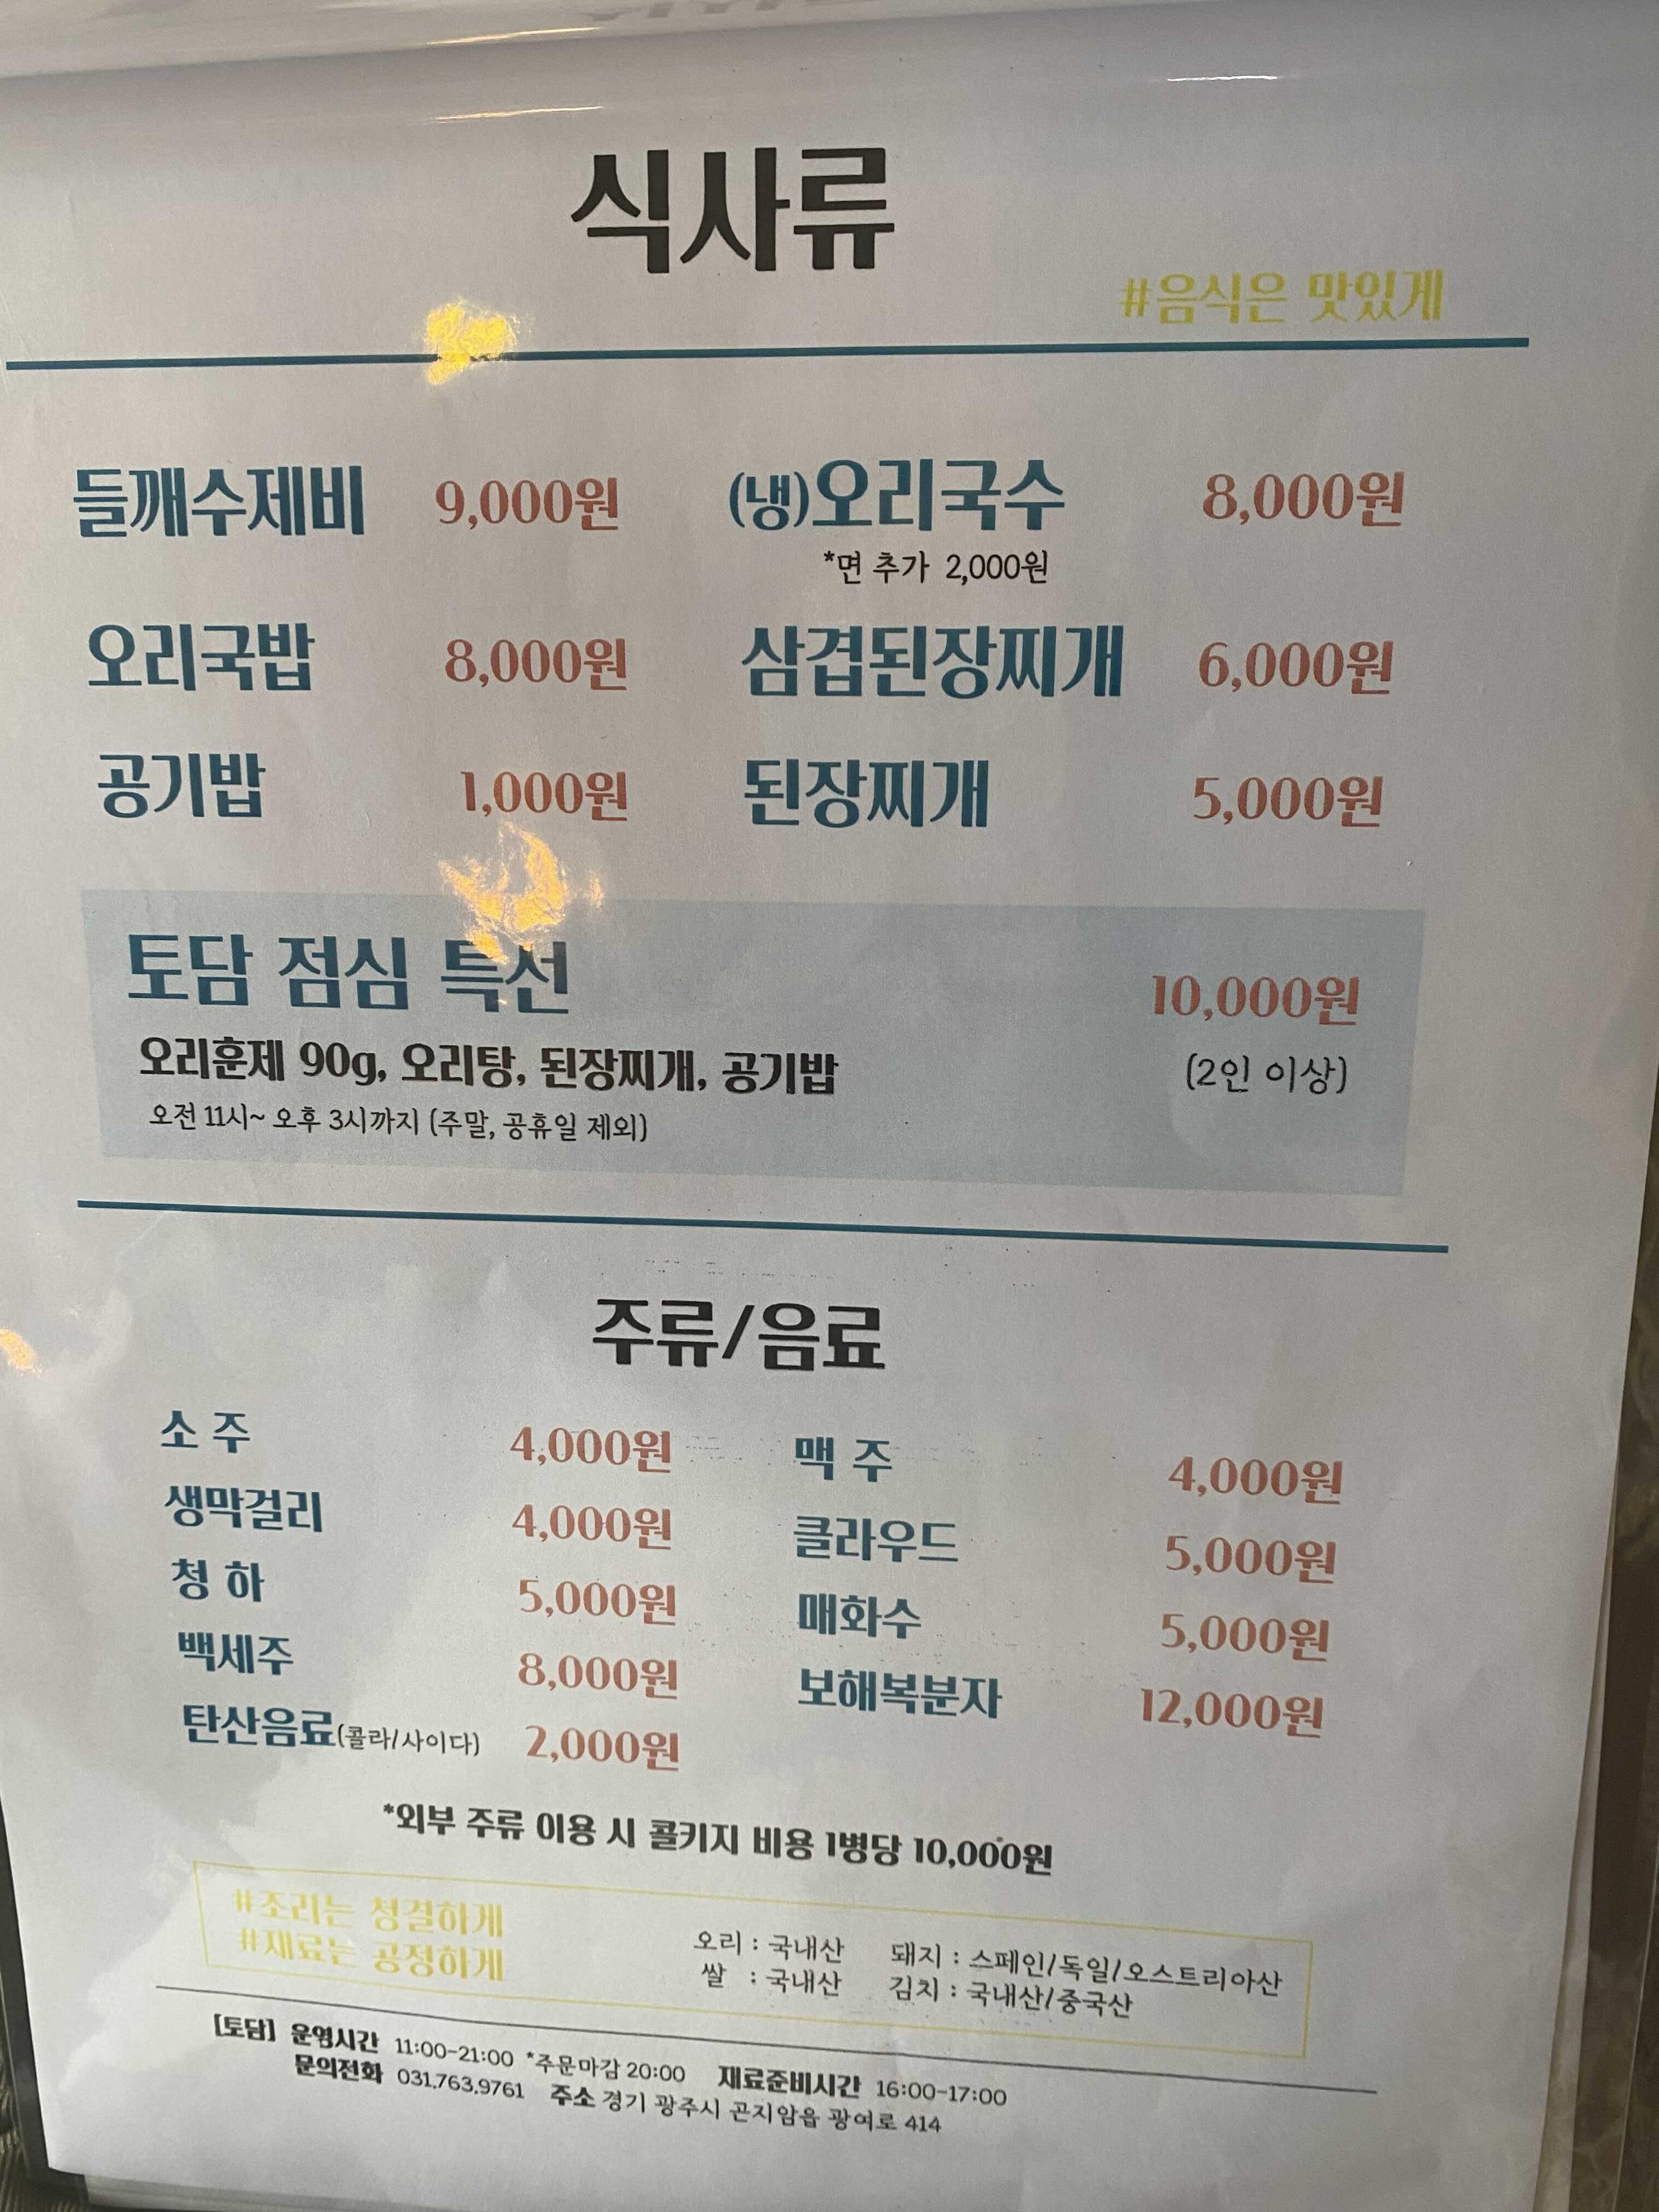 식사류
#음식은 맛있게
들깨수제비 9,000원 (냉)오리국수 8,000원
*면 추가 2,000원
오리국밥 8,000원 삼겹된장찌개 6,000원
공기밥 1,000원 된장찌개 5,000원
토담 점심 특선 10,000원
오리훈제 90g, 오리탕, 된장찌개, 공기밥 (2인 이상)
오전 11시~ 오후 3시까지 (주말, 공휴일 제외)
주류/음료
소 주 4,000원 맥 주 4,000원
생막걸리 4,000원 클라우드 5,000원
청 하 5,000원 매화수 5,000원
백세주 8,000원 보해복분자 12,000원
탄산음료(콜라/사이다) 2,000원
*외부 주류 이용 시 콜키지 비용 1병당 10,000원
#조리는 청결하게
#재료는 공정하게
오리 : 국내산 돼지 : 스페인/독일/오스트리아산
쌀 : 국내산 김치 : 국내산/중국산
[토담] 운영시간 11:00-21:00 *주문마감 20:00 재료준비시간 16:00-17:00
문의전화 031.763.9761 주소 경기 광주시 곤지암읍 광여로 414